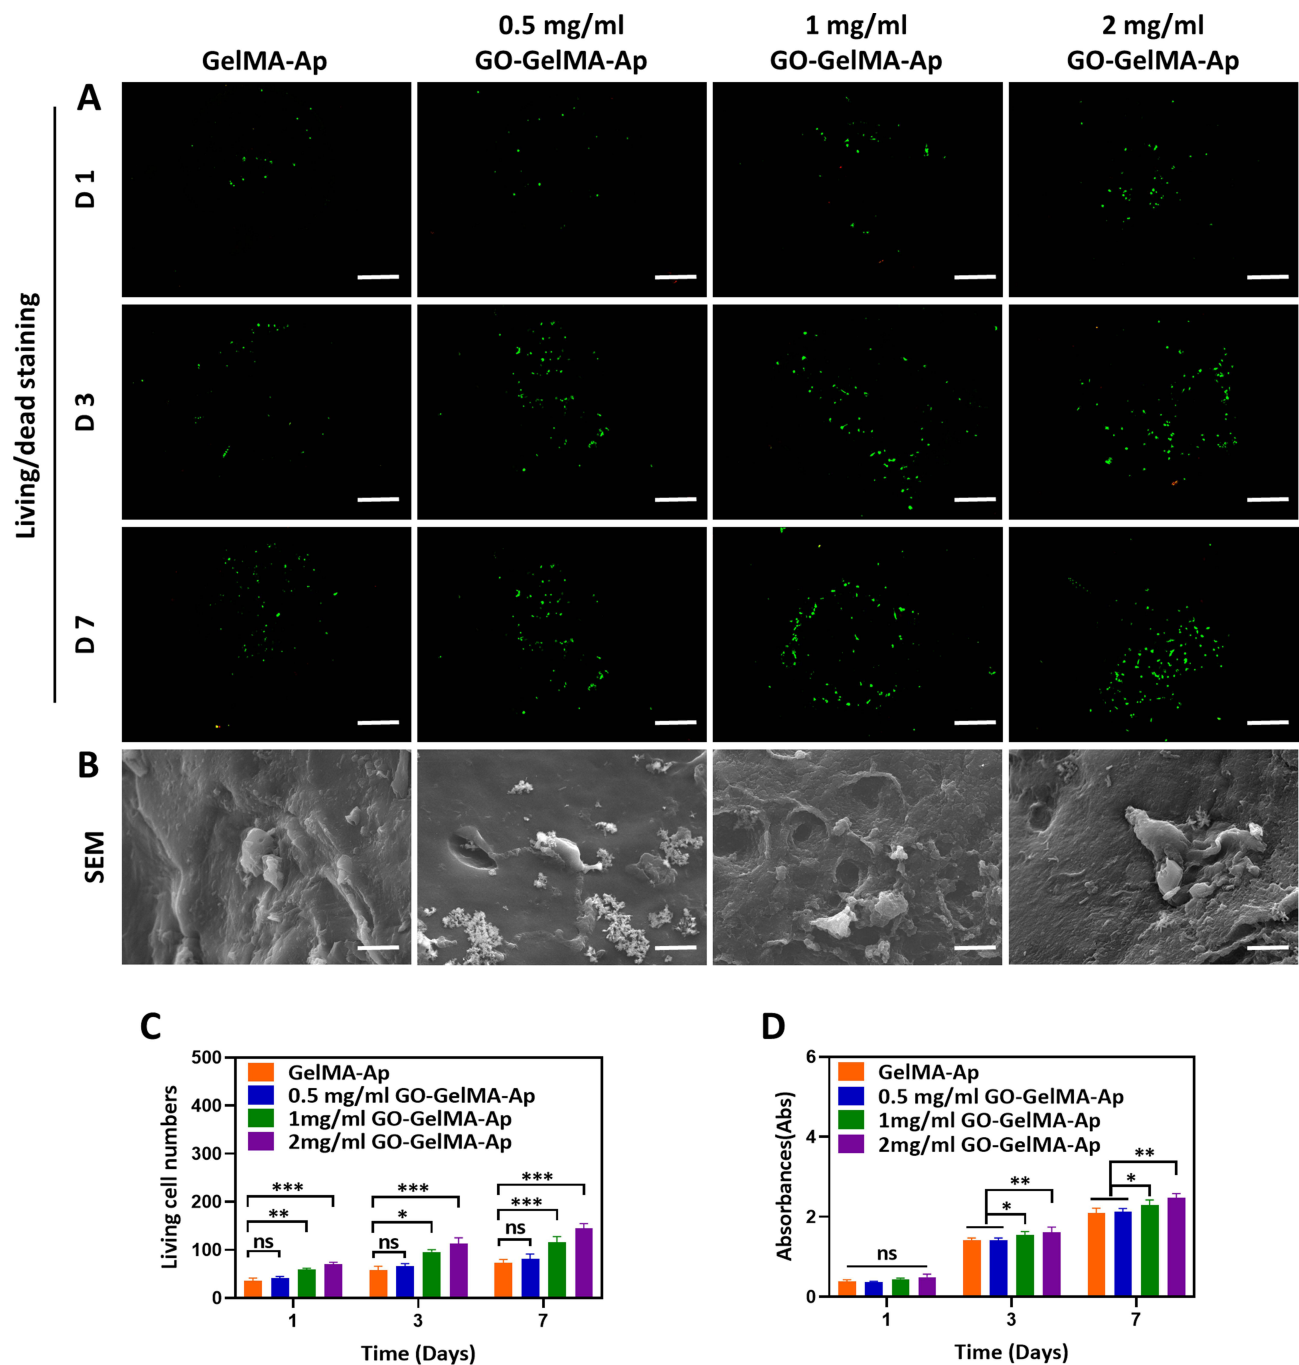 GelMA-Ap
0.5 mg/ml
GO-GelMA-Ap
1 mg/ml
GO-GelMA-Ap
2 mg/ml
GO-GelMA-Ap
A
Living/dead staining
D 1
D 3
D 7
B
SEM
C
Living cell numbers
500
400
300
200
100
0
GelMA-Ap
0.5 mg/ml GO-GelMA-Ap
1mg/ml GO-GelMA-Ap
2mg/ml GO-GelMA-Ap
***
**
ns
***
*
ns
***
***
ns
1
3
7
Time (Days)
D
Absorbances(Abs)
6
4
2
0
GelMA-Ap
0.5 mg/ml GO-GelMA-Ap
1mg/ml GO-GelMA-Ap
2mg/ml GO-GelMA-Ap
ns
**
*
**
*
1
3
7
Time (Days)